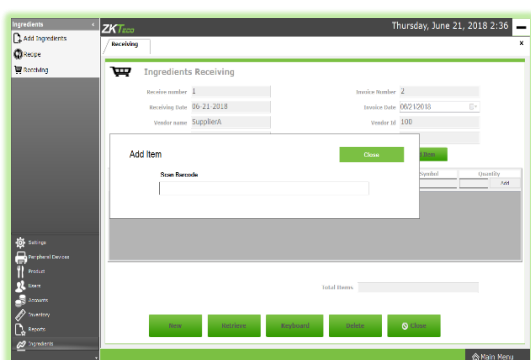 Ingredients
Add Ingredients
Recipe
Receiving
Settings
Peripheral Devices
Product
Users
Accounts
Inventory
Reports
Ingredients
ZKTeco
Thursday, June 21, 2018 2:36
Receiving
x
Ingredients Receiving
Receive number 1
Invoice Number 2
Receiving Date 06-21-2018
Invoice Date 06/21/2018
Vendor name SupplierA
Vendor Id 100
Add Item
Close
Scan Barcode
Symbol
Quantity
Add
Total Items
New
Retrieve
Keyboard
Delete
Close
Main Menu